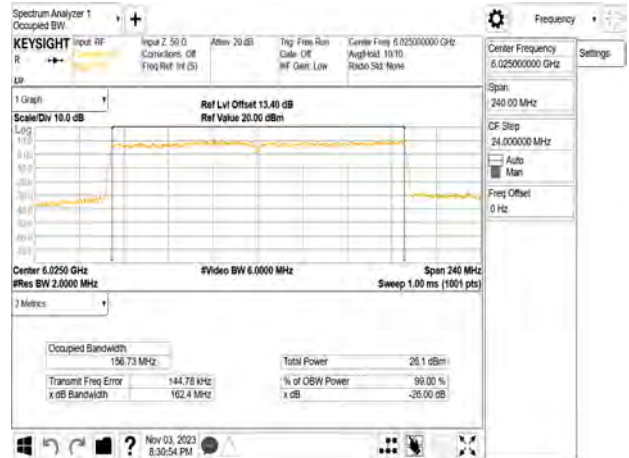 Spectrum Analyzer 1
Occupied BW
Frequency
KEYSIGHT
Input: RF
Input Z: 50 Ω
Corrections: Off
Freq Ref: Int (S)
Atten: 20 dB
Trig: Free Run
Gate: Off
#IF Gain: Low
Center Freq: 6.025000000 GHz
Avg|Hold: 10/10
Radio Std: None
Center Frequency
6.025000000 GHz
Settings
Span
240.00 MHz
CF Step
24.000000 MHz
Auto
Man
Freq Offset
0 Hz
1 Graph
Scale/Div 10.0 dB
Ref Lvl Offset 13.40 dB
Ref Value 20.00 dBm
Log
Center 6.0250 GHz
#Res BW 2.0000 MHz
#Video BW 6.0000 MHz
Span 240 MHz
Sweep 1.00 ms (1001 pts)
2 Metrics
Occupied Bandwidth
156.73 MHz
Total Power 26.1 dBm
Transmit Freq Error 144.78 kHz
% of OBW Power 99.00 %
x dB Bandwidth 162.4 MHz
x dB -26.00 dB
?
Nov 03, 2023
8:30:54 PM